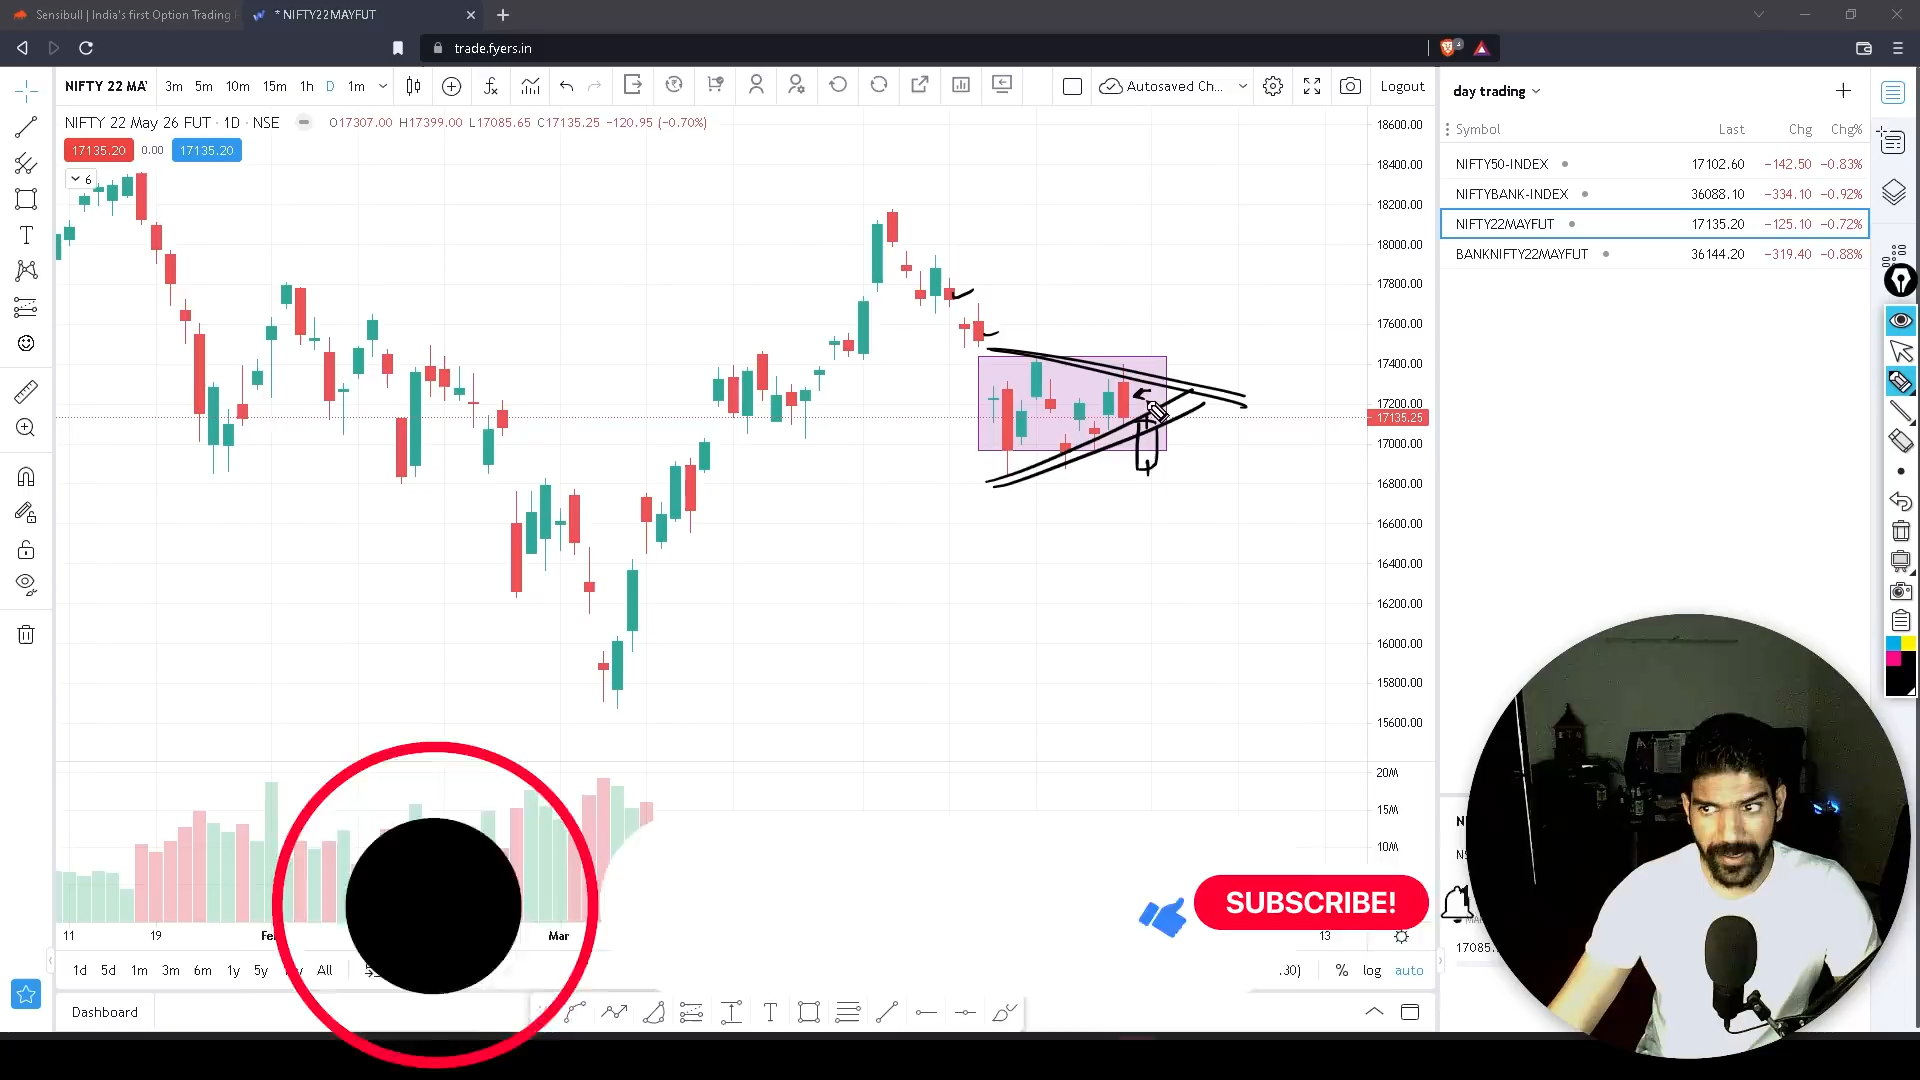 Sensibull | India's first Option Trading
* NIFTY22MAYFUT
trade.fyers.in
3
NIFTY 22 MA
3m 5m 10m 15m 1h D 1m
Autosaved Ch...
Logout
NIFTY 22 May 26 FUT · 1D · NSE
O17307.00 H17399.00 L17085.65 C17135.25 −120.95 (−0.70%)
17135.20 0.00 17135.20
6
18600.00
18400.00
18200.00
18000.00
17800.00
17600.00
17400.00
17200.00
17135.25
17000.00
16800.00
16600.00
16400.00
16200.00
16000.00
15800.00
15600.00
20M
15M
10M
11 19 Fe Mar 13
1d 5d 1m 3m 6m 1y 5y All
.30) % log auto
Dashboard
SUBSCRIBE!
day trading
Symbol Last Chg Chg%
NIFTY50-INDEX 17102.60 −142.50 −0.83%
NIFTYBANK-INDEX 36088.10 −334.10 −0.92%
NIFTY22MAYFUT 17135.20 −125.10 −0.72%
BANKNIFTY22MAYFUT 36144.20 −319.40 −0.88%
17085.